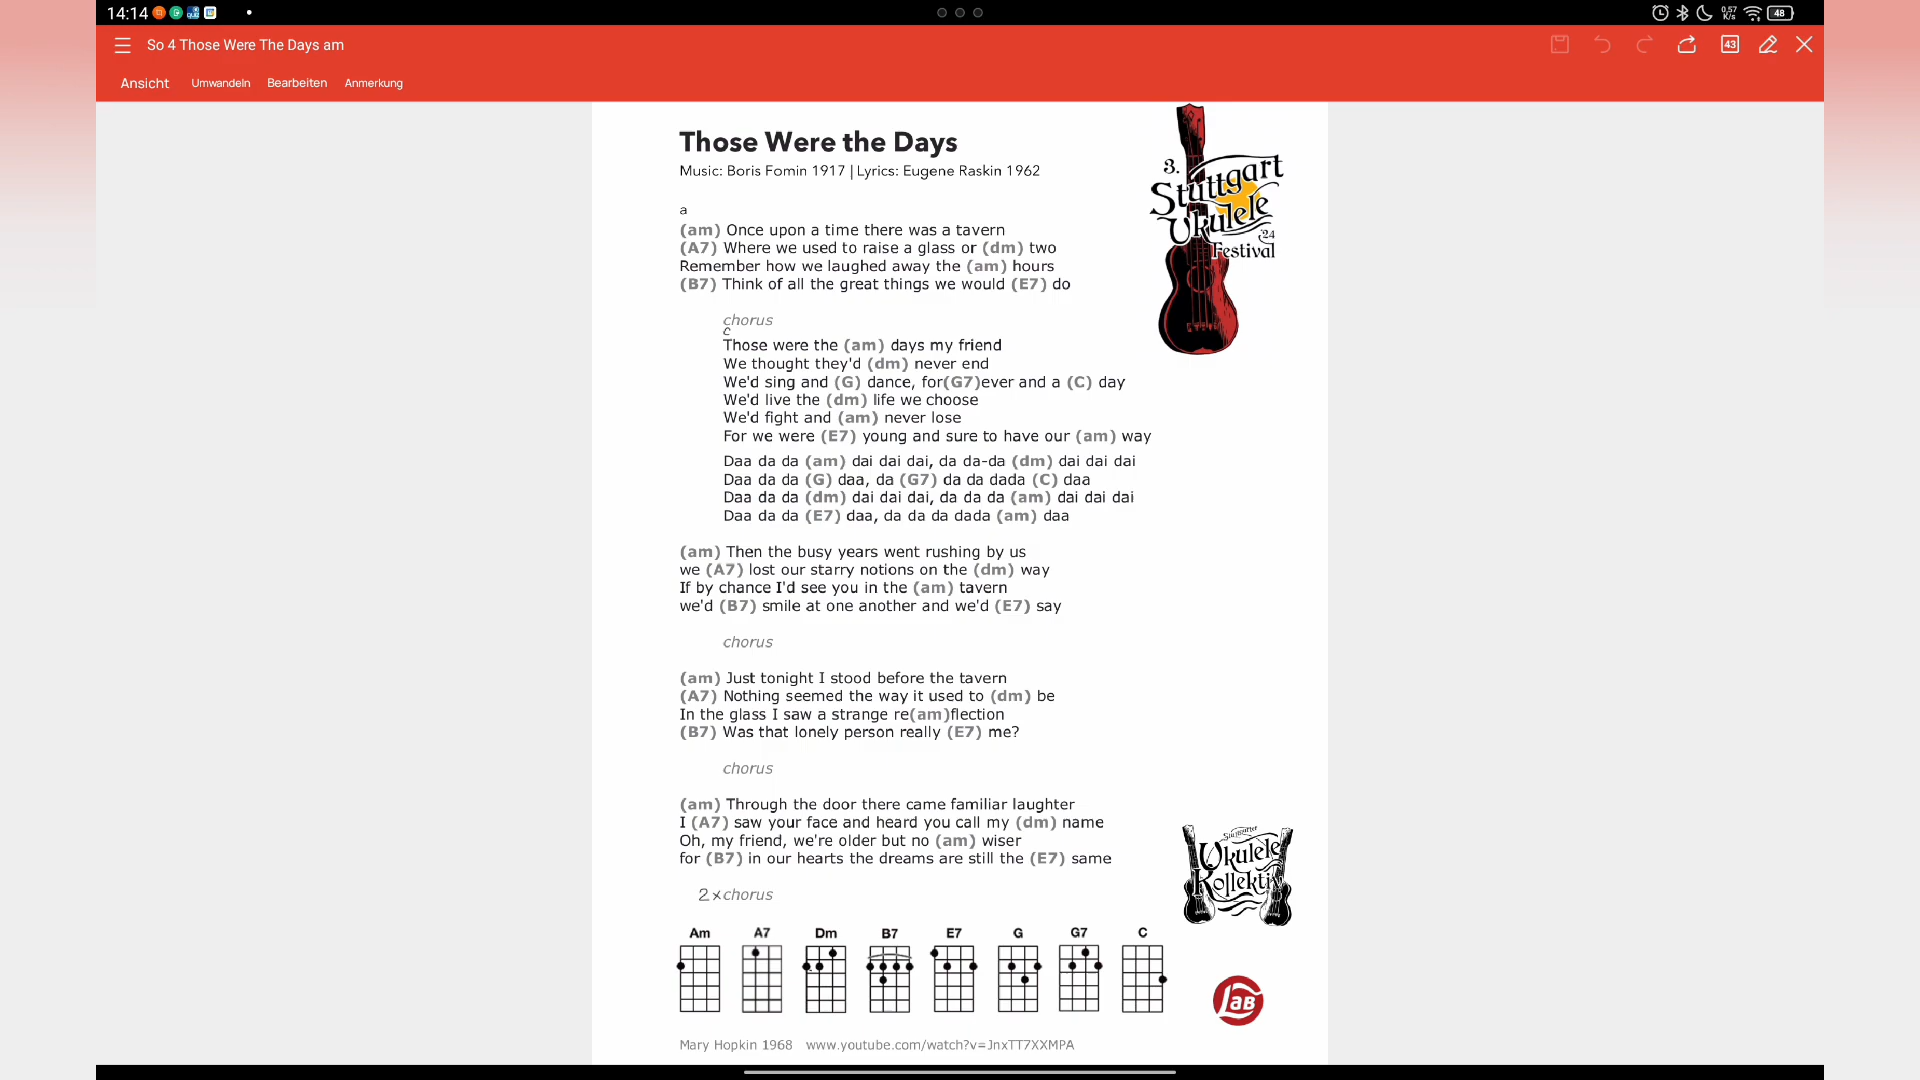 14:14
0,57
K/s
48
So 4 Those Were The Days am
43
Ansicht Umwandeln Bearbeiten Anmerkung
Those Were the Days
Music: Boris Fomin 1917 | Lyrics: Eugene Raskin 1962
3.
Stuttgart
Ukulele
'24
Festival
a
(am) Once upon a time there was a tavern
(A7) Where we used to raise a glass or (dm) two
Remember how we laughed away the (am) hours
(B7) Think of all the great things we would (E7) do
chorus
c
Those were the (am) days my friend
We thought they'd (dm) never end
We'd sing and (G) dance, for(G7)ever and a (C) day
We'd live the (dm) life we choose
We'd fight and (am) never lose
For we were (E7) young and sure to have our (am) way
Daa da da (am) dai dai dai, da da-da (dm) dai dai dai
Daa da da (G) daa, da (G7) da da dada (C) daa
Daa da da (dm) dai dai dai, da da da (am) dai dai dai
Daa da da (E7) daa, da da da dada (am) daa
(am) Then the busy years went rushing by us
we (A7) lost our starry notions on the (dm) way
If by chance I'd see you in the (am) tavern
we'd (B7) smile at one another and we'd (E7) say
chorus
(am) Just tonight I stood before the tavern
(A7) Nothing seemed the way it used to (dm) be
In the glass I saw a strange re(am)flection
(B7) Was that lonely person really (E7) me?
chorus
(am) Through the door there came familiar laughter
I (A7) saw your face and heard you call my (dm) name
Oh, my friend, we're older but no (am) wiser
for (B7) in our hearts the dreams are still the (E7) same
2x chorus
Stuttgarter
Ukulele
Kollektiv
Am A7 Dm B7 E7 G G7 C
LAB
Mary Hopkin 1968 www.youtube.com/watch?v=JnxTT7XXMPA